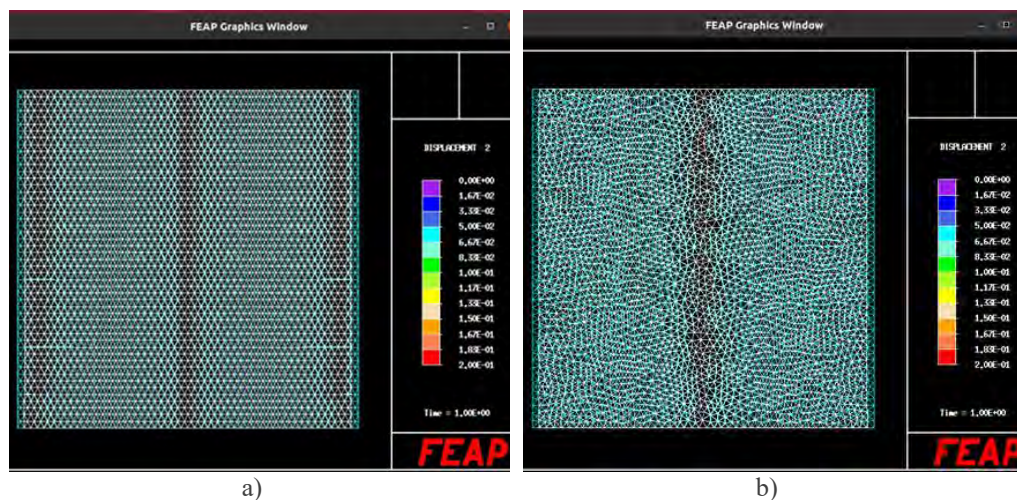 FEAP Graphics Window
DISPLACEMENT 2
0.00E+00
1.67E-02
3.33E-02
5.00E-02
6.67E-02
8.33E-02
1.00E-01
1.17E-01
1.33E-01
1.50E-01
1.67E-01
1.83E-01
2.00E-01
Time = 1.00E+00
FEAP
a)
FEAP Graphics Window
DISPLACEMENT 2
0.00E+00
1.67E-02
3.33E-02
5.00E-02
6.67E-02
8.33E-02
1.00E-01
1.17E-01
1.33E-01
1.50E-01
1.67E-01
1.83E-01
2.00E-01
Time = 1.00E+00
FEAP
b)